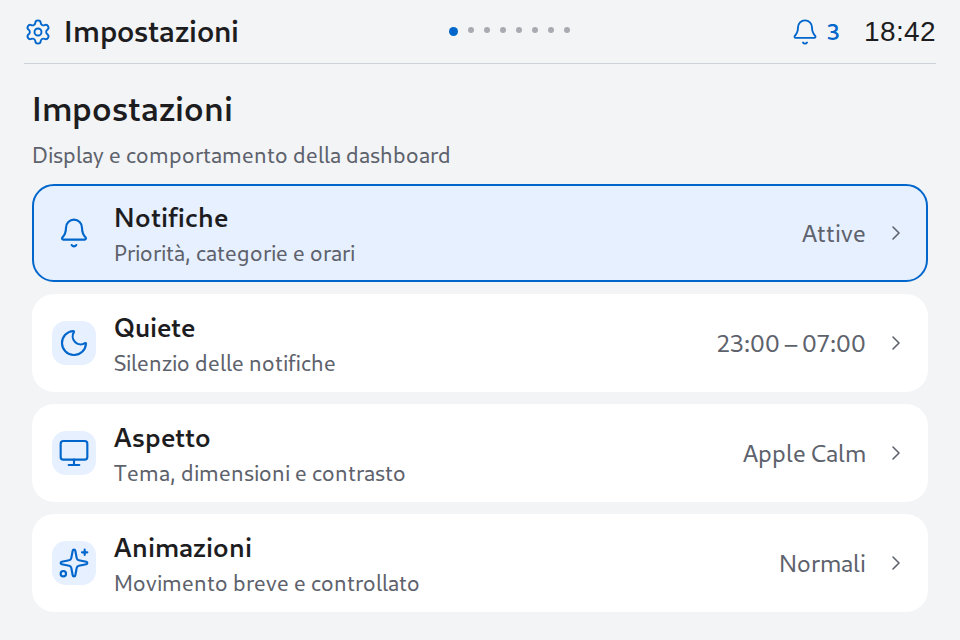 Impostazioni
3
18:42
Impostazioni
Display e comportamento della dashboard
Notifiche
Priorità, categorie e orari
Attive
Quiete
Silenzio delle notifiche
23:00 – 07:00
Aspetto
Tema, dimensioni e contrasto
Apple Calm
Animazioni
Movimento breve e controllato
Normali